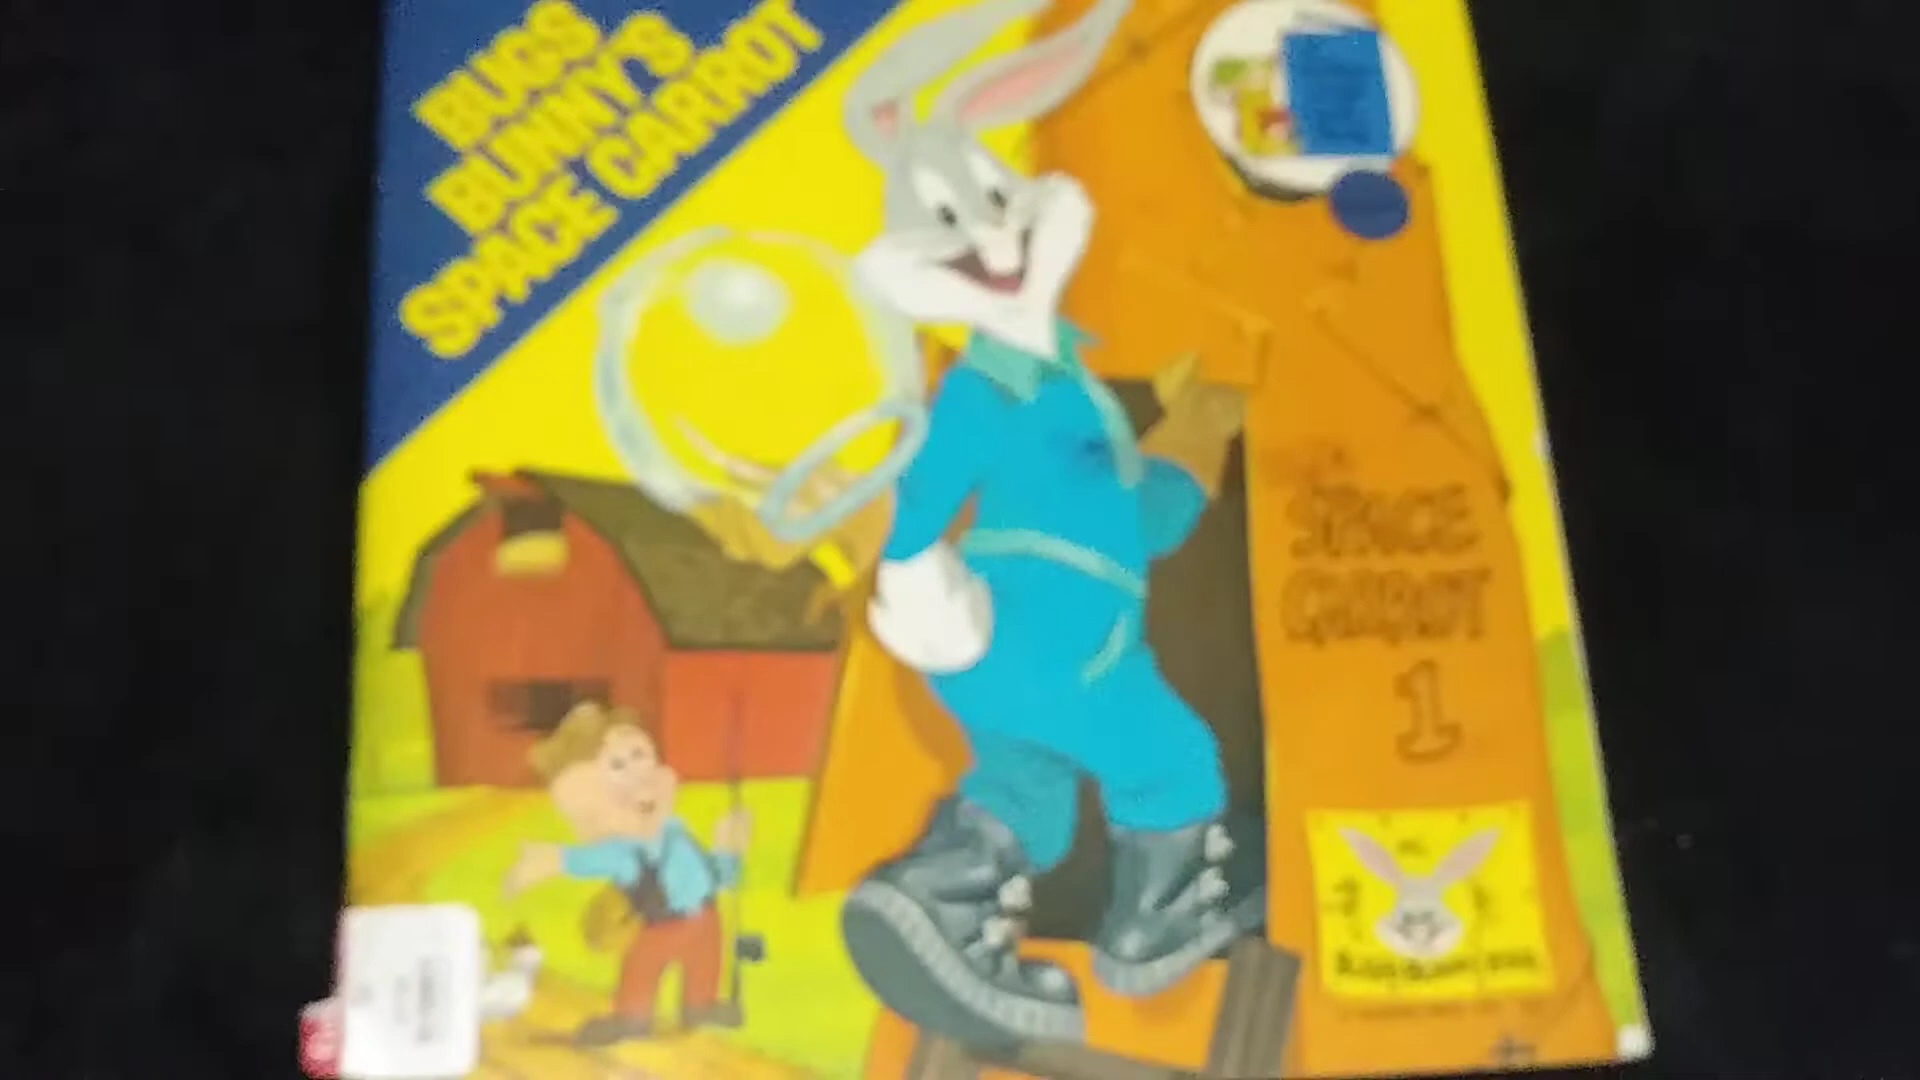 BUGS
BUNNY'S
SPACE CARROT
SPACE
CARROT
1